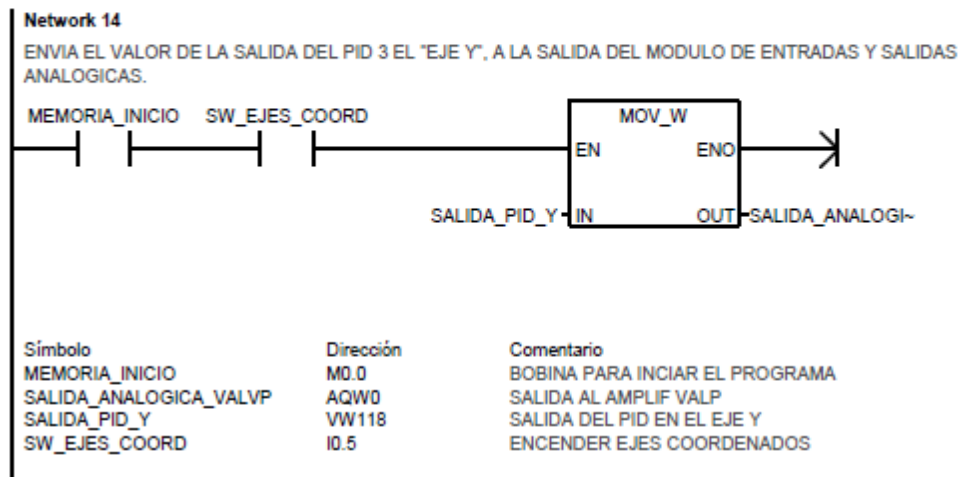 Network 14
ENVIA EL VALOR DE LA SALIDA DEL PID 3 EL "EJE Y", A LA SALIDA DEL MODULO DE ENTRADAS Y SALIDAS
ANALOGICAS.
MEMORIA_INICIO SW_EJES_COORD MOV_W
EN ENO
SALIDA_PID_Y IN OUT SALIDA_ANALOGI~
Símbolo Dirección Comentario
MEMORIA_INICIO M0.0 BOBINA PARA INCIAR EL PROGRAMA
SALIDA_ANALOGICA_VALVP AQW0 SALIDA AL AMPLIF VALP
SALIDA_PID_Y VW118 SALIDA DEL PID EN EL EJE Y
SW_EJES_COORD I0.5 ENCENDER EJES COORDENADOS